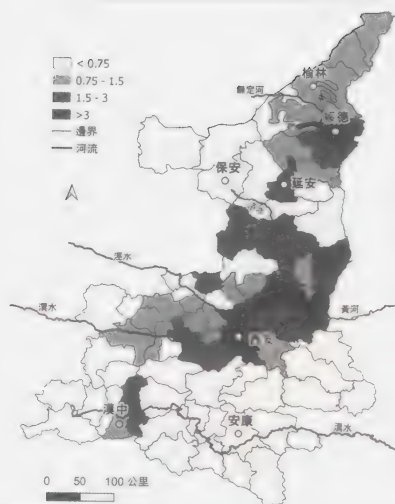 < 0.75
0.75 - 1.5
1.5 - 3
>3
邊界
河流
榆林
無定河
綏德
保安
延安
涇水
渭水
黃河
漢中
安康
漢水
0 50 100 公里